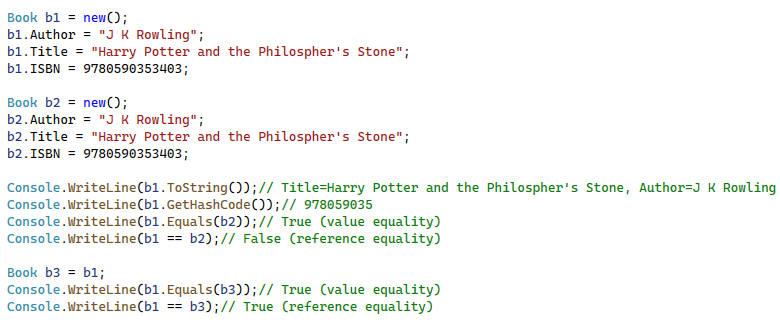 Book b1 = new();
b1.Author = "J K Rowling";
b1.Title = "Harry Potter and the Philospher's Stone";
b1.ISBN = 9780590353403;

Book b2 = new();
b2.Author = "J K Rowling";
b2.Title = "Harry Potter and the Philospher's Stone";
b2.ISBN = 9780590353403;

Console.WriteLine(b1.ToString());// Title=Harry Potter and the Philospher's Stone, Author=J K Rowling
Console.WriteLine(b1.GetHashCode());// 978059035
Console.WriteLine(b1.Equals(b2));// True (value equality)
Console.WriteLine(b1 == b2);// False (reference equality)

Book b3 = b1;
Console.WriteLine(b1.Equals(b3));// True (value equality)
Console.WriteLine(b1 == b3);// True (reference equality)